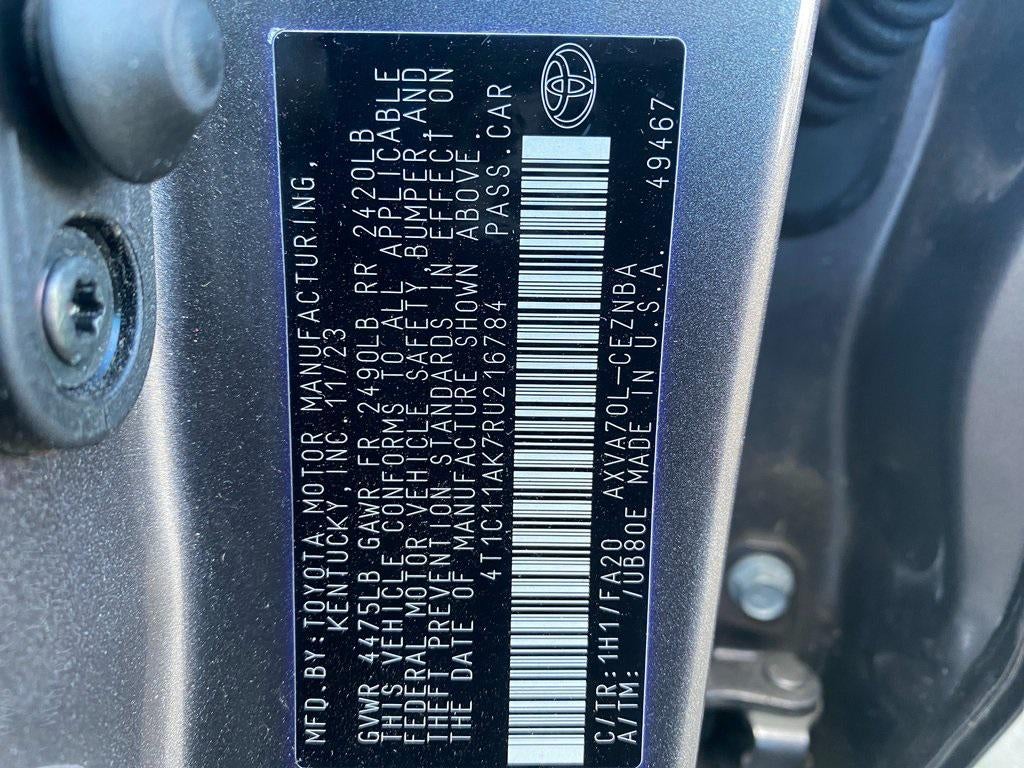 MFD.BY:TOYOTA MOTOR MANUFACTURING,
KENTUCKY, INC. 11/23
GVWR 4475LB GAWR FR 2490LB RR 2420LB
THIS VEHICLE CONFORMS TO ALL APPLICABLE
FEDERAL MOTOR VEHICLE SAFETY, BUMPER, AND
THEFT PREVENTION STANDARDS IN EFFECT ON
THE DATE OF MANUFACTURE SHOWN ABOVE.
4T1C11AK7RU216784 PASS.CAR
C/TR:1H1/FA20 AXVA70L-CEZNBA
A/TM: /UB80E MADE IN U.S.A. 49467